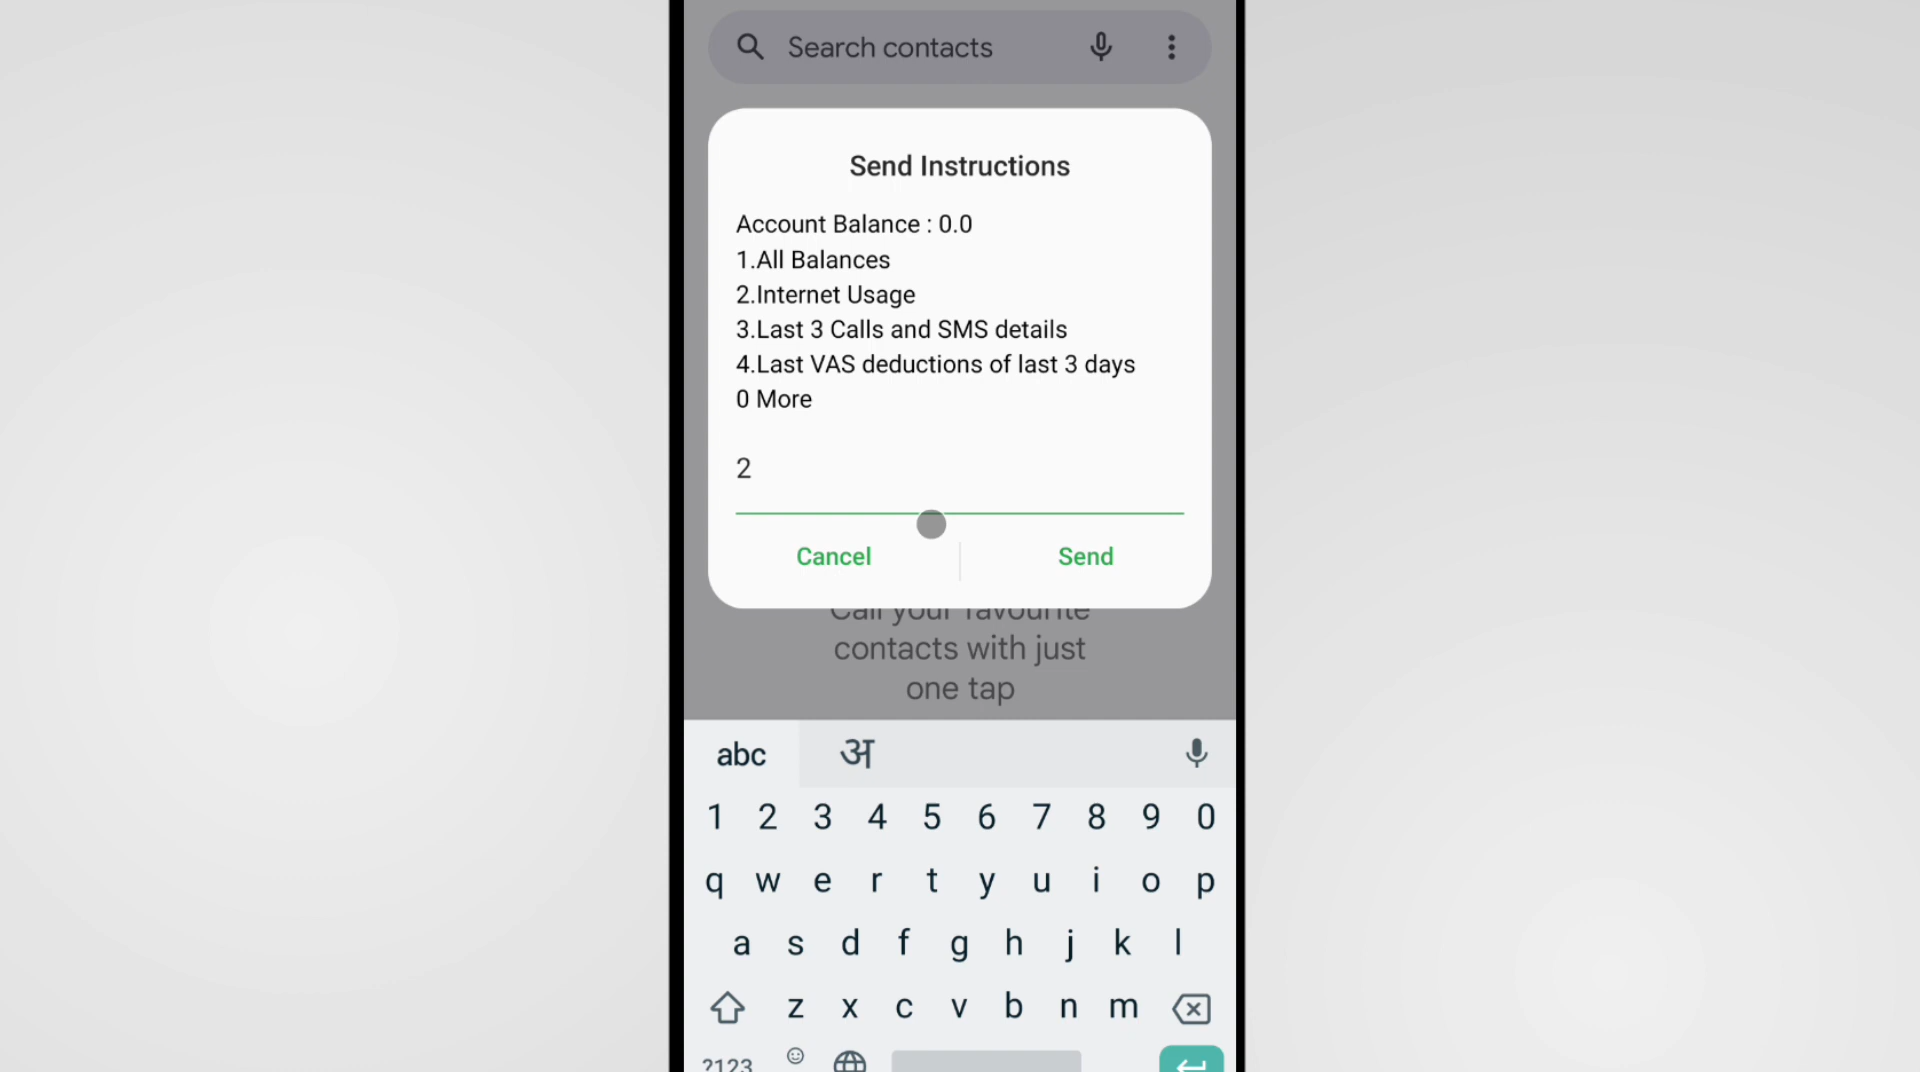 Search contacts
Send Instructions
Account Balance : 0.0
1.All Balances
2.Internet Usage
3.Last 3 Calls and SMS details
4.Last VAS deductions of last 3 days
0 More
2
Cancel
Send
Call your favourite
contacts with just
one tap
abc
अ
1 2 3 4 5 6 7 8 9 0
q w e r t y u i o p
a s d f g h j k l
z x c v b n m
?123